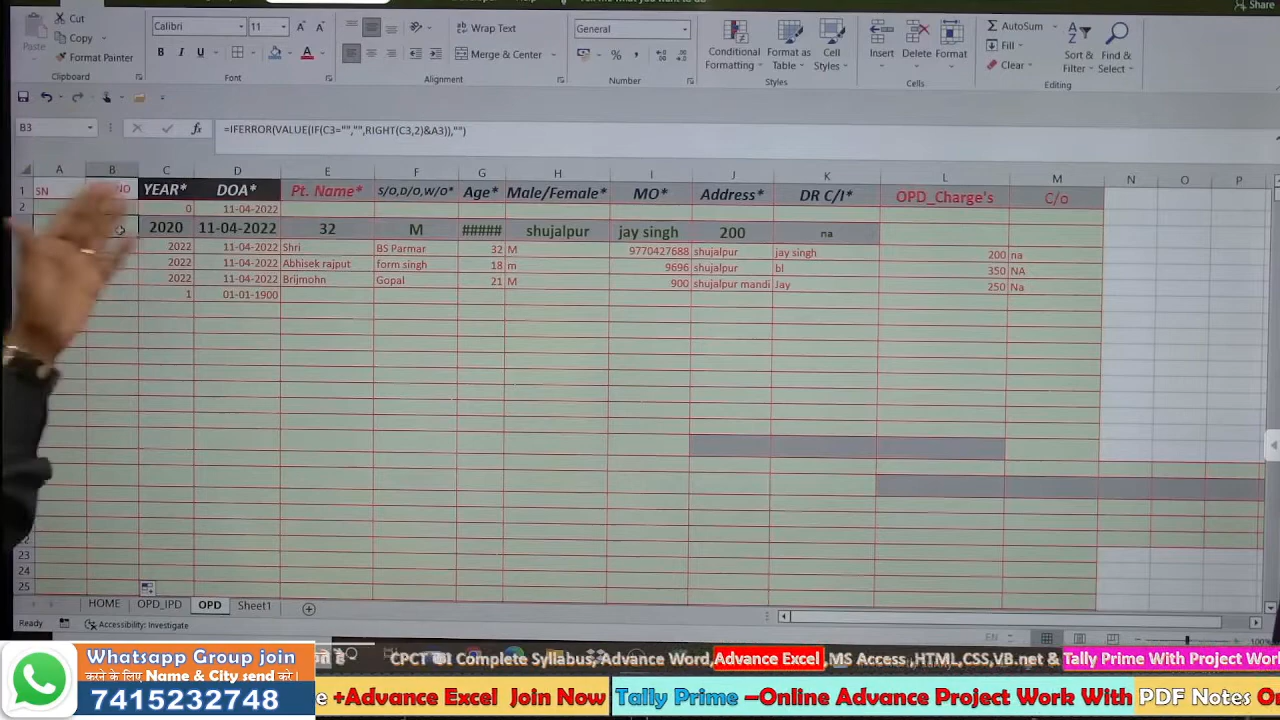 Share
Cut
Copy
Format Painter
Paste
Clipboard
Calibri 11
Font
Wrap Text
Merge & Center
Alignment
General
Number
Conditional Formatting
Format as Table
Cell Styles
Styles
Insert Delete Format
Cells
AutoSum
Fill
Clear
Sort & Filter
Find & Select
Editing
B3 =IFERROR(VALUE(IF(C3="","",RIGHT(C3,2)&A3)),"")
A B C D E F G H I J K L M N O P
1 SN NO YEAR* DOA* Pt. Name* S/O,D/O,W/O* Age* Male/Female* MO* Address* DR C/I* OPD_Charge's C/o
2 0 11-04-2022
2020 11-04-2022 32 M ##### shujalpur jay singh 200 na
2022 11-04-2022 Shri BS Parmar 32 M 9770427688 shujalpur jay singh 200 na
2022 11-04-2022 Abhisek rajput form singh 18 m 9696 shujalpur bl 350 NA
2022 11-04-2022 Brijmohn Gopal 21 M 900 shujalpur mandi Jay 250 Na
1 01-01-1900
23
24
25
HOME OPD_IPD OPD Sheet1
Ready Accessibility: Investigate EN 100%
Whatsapp Group join
करने के लिए Name & City send करें।
7415232748
CPCT का Complete Syllabus,Advance Word,Advance Excel,MS Access ,HTML,CSS,VB.net & Tally Prime With Project Work
e +Advance Excel Join Now Tally Prime –Online Advance Project Work With PDF Notes On